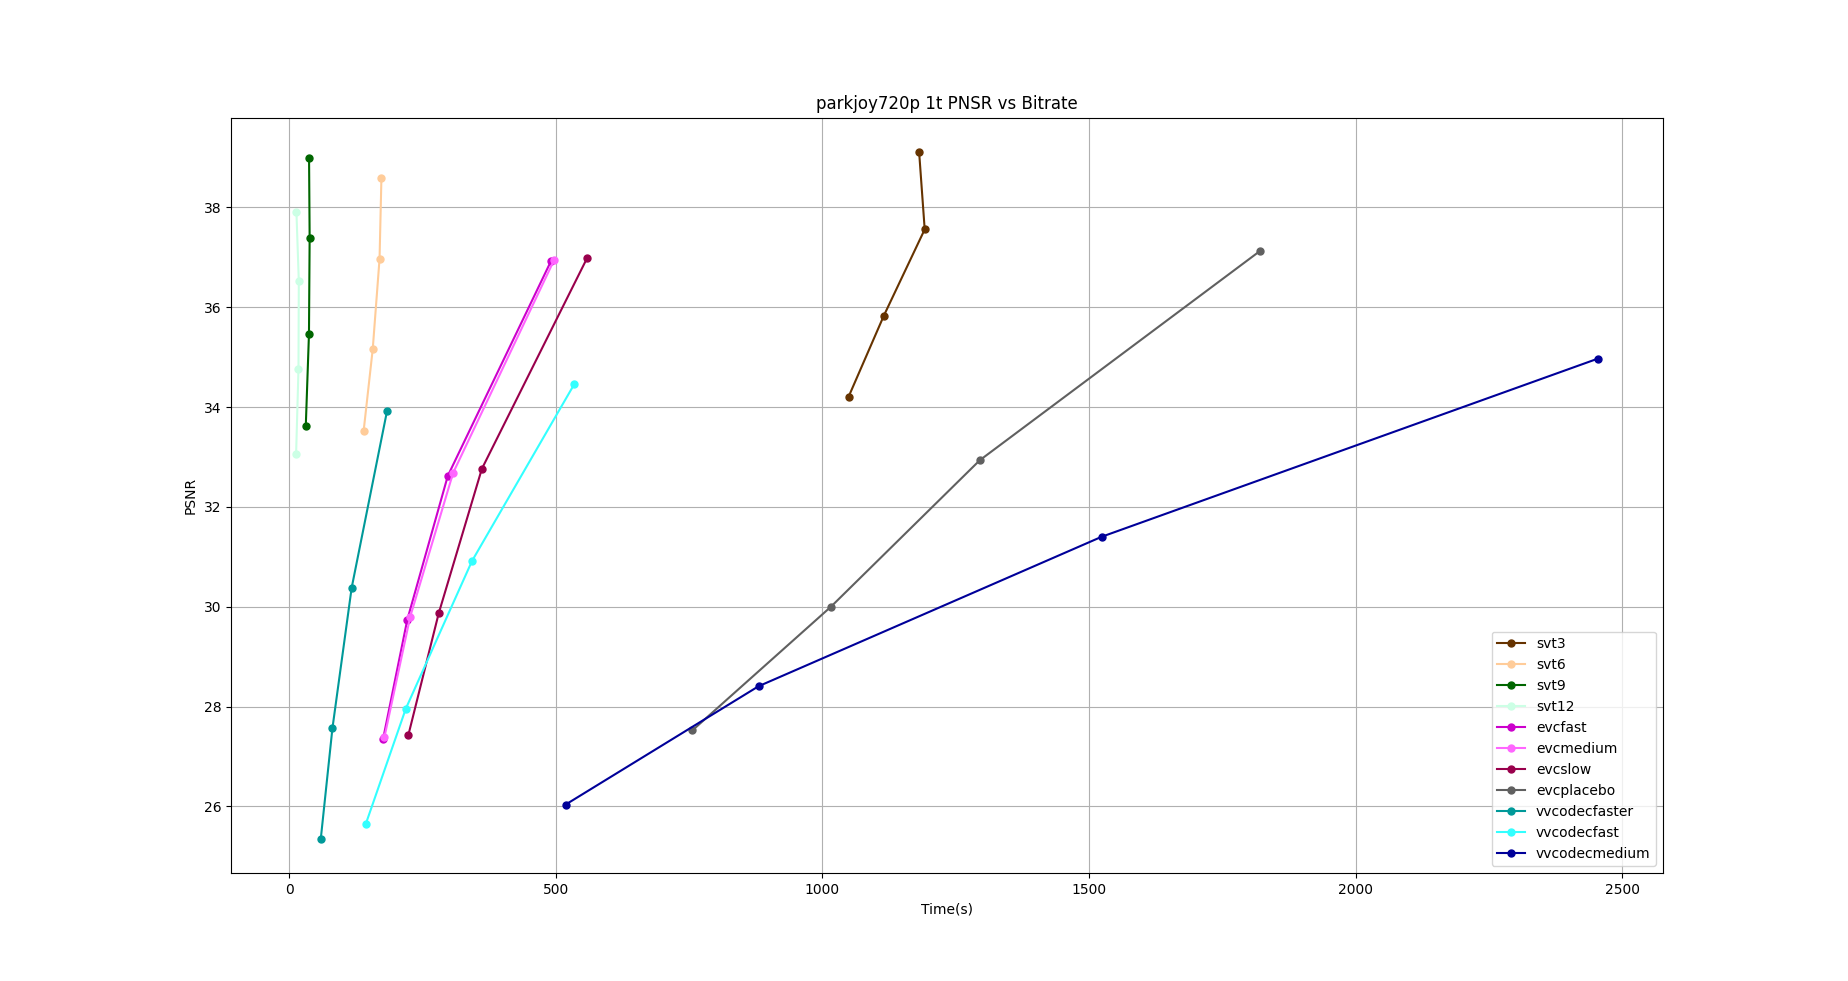 parkjoy720p 1t PNSR vs Bitrate
PSNR
38
36
34
32
30
28
26
0 500 1000 1500 2000 2500
Time(s)
svt3
svt6
svt9
svt12
evcfast
evcmedium
evcslow
evcplacebo
vvcodecfaster
vvcodecfast
vvcodecmedium